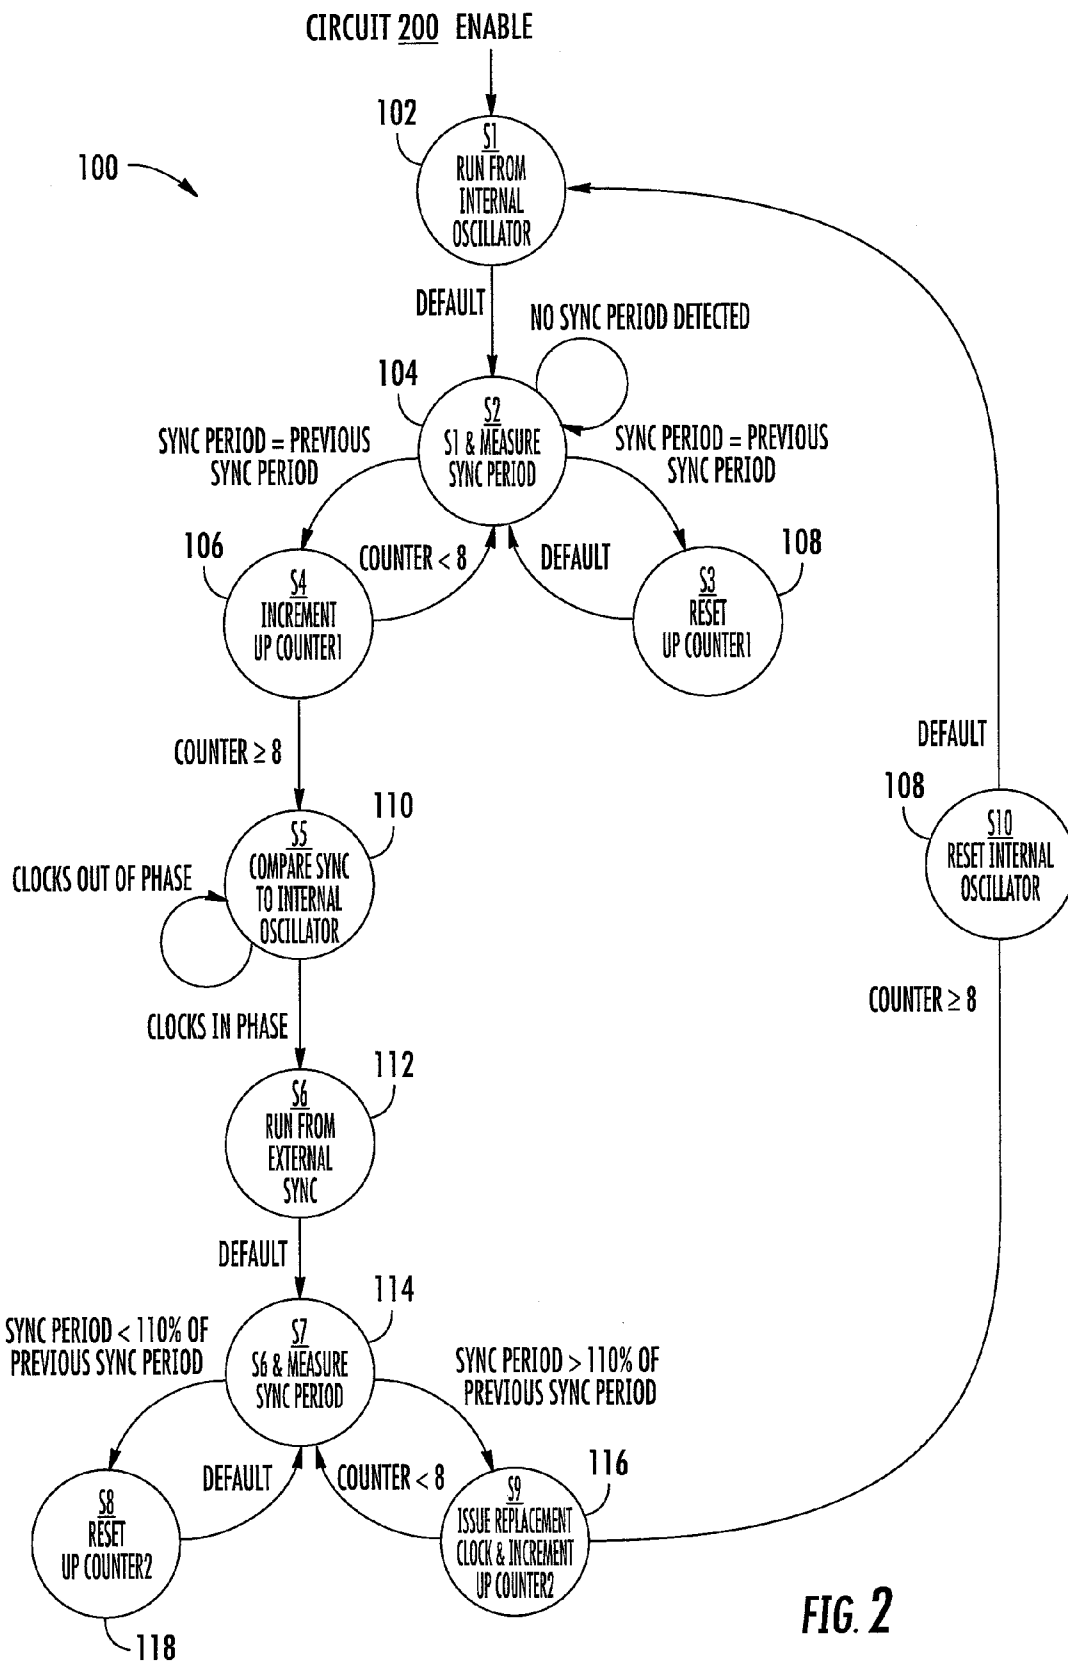 CIRCUIT 200 ENABLE
102
100
S1
RUN FROM
INTERNAL
OSCILLATOR
DEFAULT
NO SYNC PERIOD DETECTED
104
S2
S1 & MEASURE
SYNC PERIOD
SYNC PERIOD = PREVIOUS
SYNC PERIOD
SYNC PERIOD = PREVIOUS
SYNC PERIOD
106
COUNTER < 8
DEFAULT
108
S4
INCREMENT
UP COUNTER1
S3
RESET
UP COUNTER1
COUNTER ≥ 8
DEFAULT
108
S10
RESET INTERNAL
OSCILLATOR
110
S5
COMPARE SYNC
TO INTERNAL
OSCILLATOR
CLOCKS OUT OF PHASE
COUNTER ≥ 8
CLOCKS IN PHASE
112
S6
RUN FROM
EXTERNAL
SYNC
DEFAULT
114
S7
S6 & MEASURE
SYNC PERIOD
SYNC PERIOD < 110% OF
PREVIOUS SYNC PERIOD
SYNC PERIOD > 110% OF
PREVIOUS SYNC PERIOD
DEFAULT
COUNTER < 8
116
S8
RESET
UP COUNTER2
S9
ISSUE REPLACEMENT
CLOCK & INCREMENT
UP COUNTER2
118
FIG. 2